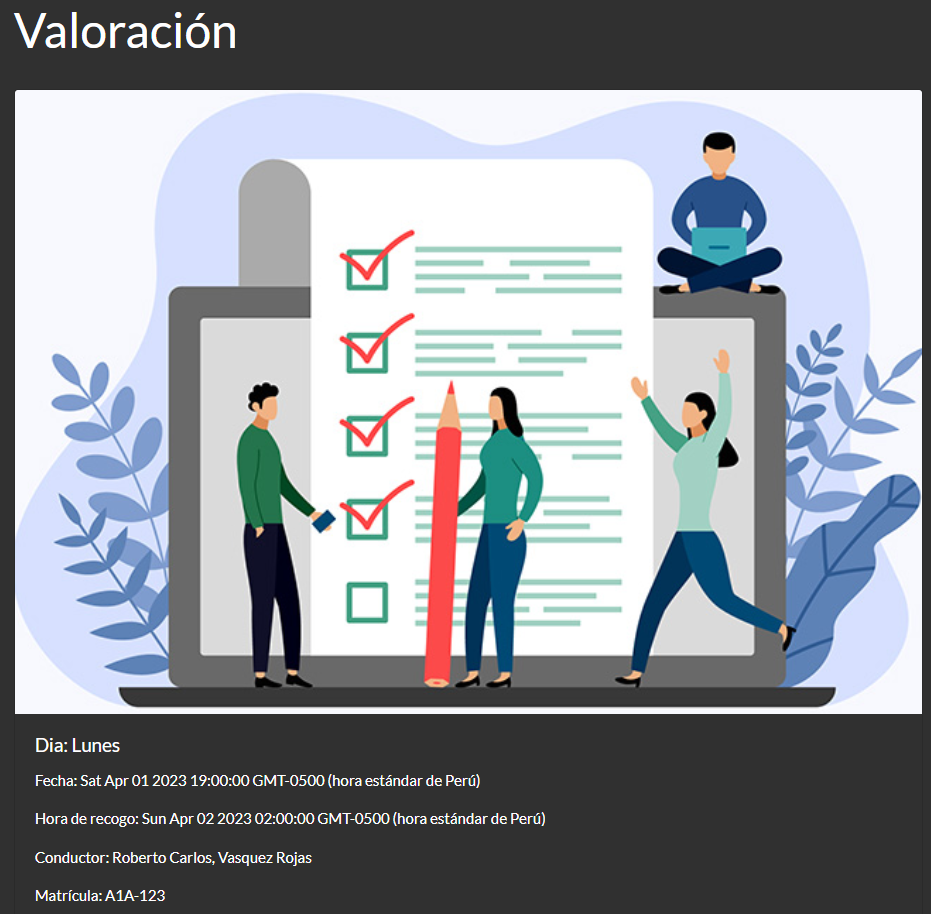 Valoración
Dia: Lunes
Fecha: Sat Apr 01 2023 19:00:00 GMT-0500 (hora estándar de Perú)
Hora de recogo: Sun Apr 02 2023 02:00:00 GMT-0500 (hora estándar de Perú)
Conductor: Roberto Carlos, Vasquez Rojas
Matrícula: A1A-123